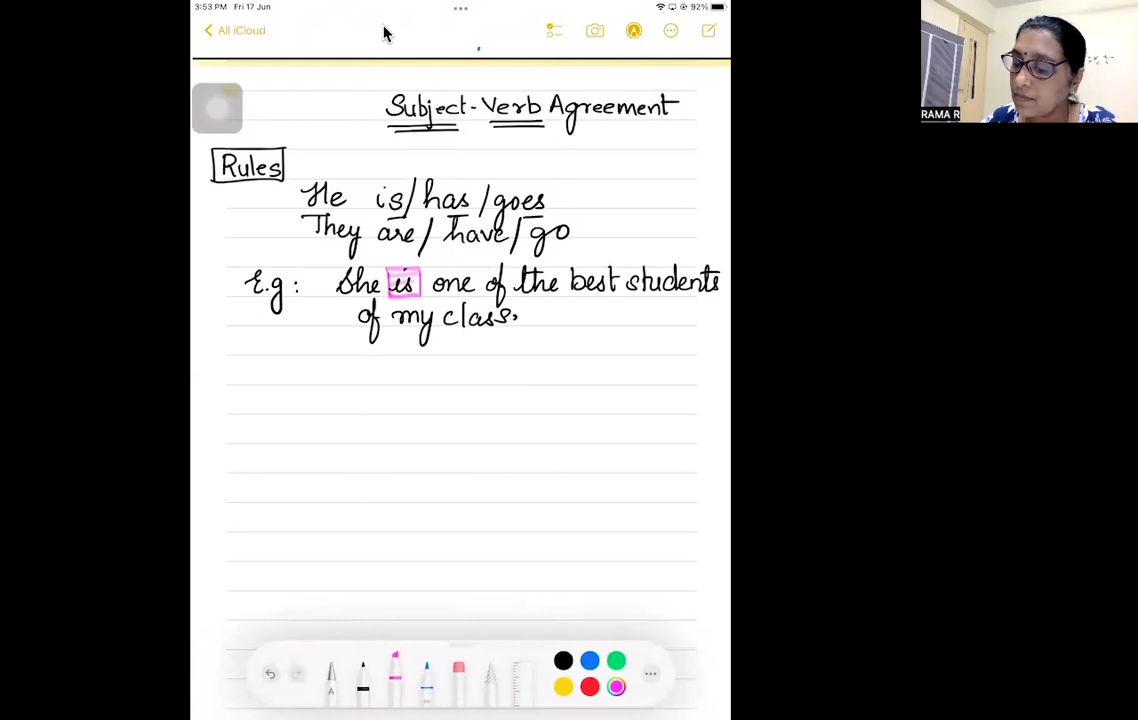 3:53 PM Fri 17 Jun
92%
All iCloud
Subject-Verb Agreement
Rules
He is/has/goes
They are/have/go
E.g: She is one of the best students
of my class.
RAMA R
A